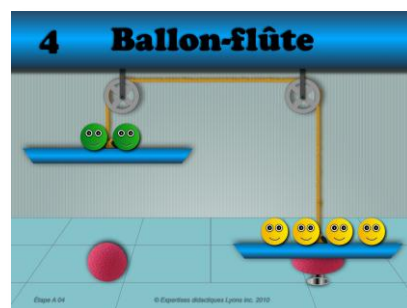 4 Ballon-flûte
Étape A 04 © Expertises didactiques Lyons inc. 2010